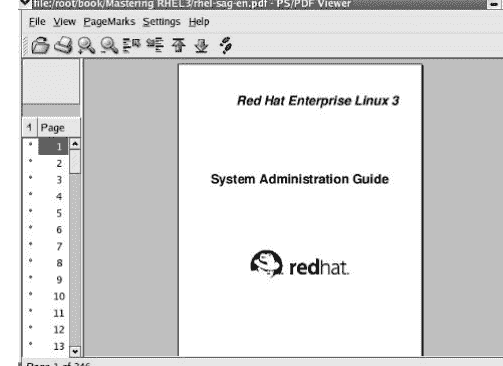 file:/root/book/Mastering RHEL3/rhel-sag-en.pdf - PS/PDF Viewer
File View PageMarks Settings Help
1 Page
1
2
3
4
5
6
7
8
9
10
11
12
13
Red Hat Enterprise Linux 3
System Administration Guide
redhat.
Page 1 of 346